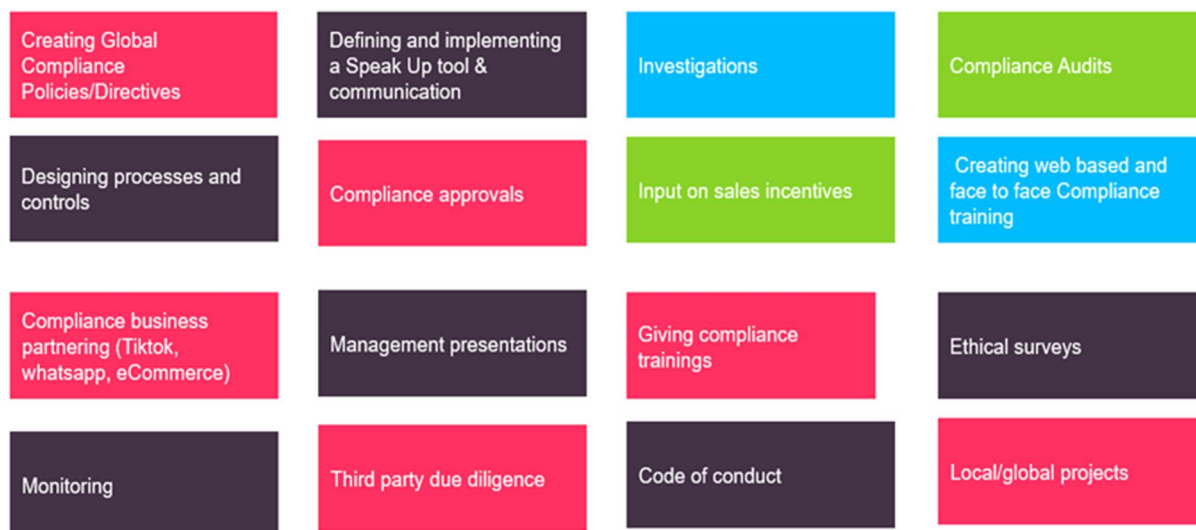 Creating Global
Compliance
Policies/Directives
Defining and implementing
a Speak Up tool &
communication
Investigations
Compliance Audits
Designing processes and
controls
Compliance approvals
Input on sales incentives
Creating web based and
face to face Compliance
training
Compliance business
partnering (Tiktok,
whatsapp, eCommerce)
Management presentations
Giving compliance
trainings
Ethical surveys
Monitoring
Third party due diligence
Code of conduct
Local/global projects